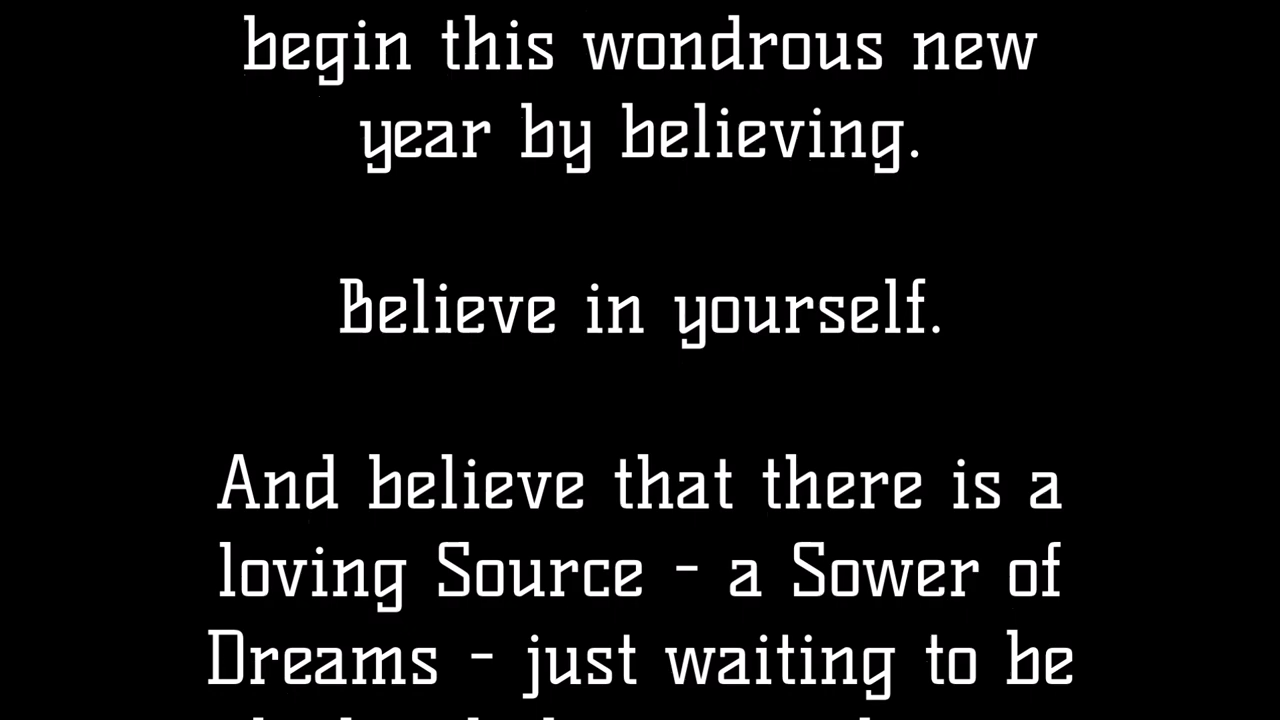 begin this wondrous new
year by believing.
Believe in yourself.
And believe that there is a
loving Source - a Sower of
Dreams - just waiting to be